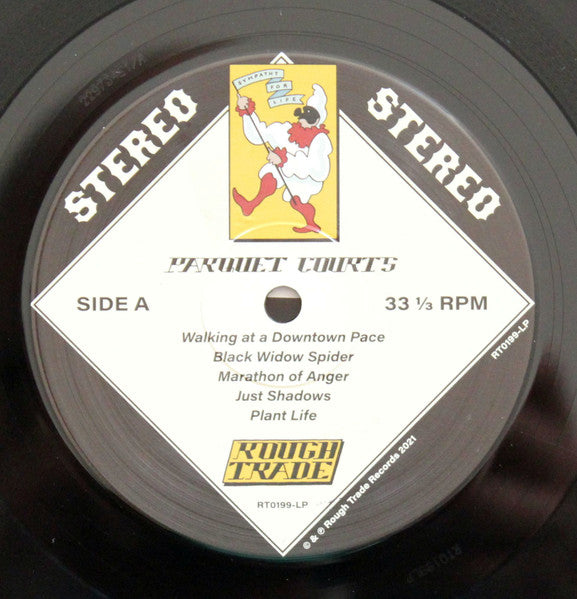 STEREO
STEREO
SYMPATHY
FOR
LIFE
PARQUET COURTS
SIDE A
33 ⅓ RPM
Walking at a Downtown Pace
Black Widow Spider
Marathon of Anger
Just Shadows
Plant Life
ROUGH
TRADE
RT0199-LP
RT0199-LP
© & ℗ Rough Trade Records 2021